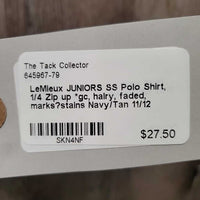 The Tack Collector
645967-79
LeMieux JUNIORS SS Polo Shirt,
1/4 Zip up *gc, hairy, faded,
marks?stains Navy/Tan 11/12
$27.50
SKN4NF